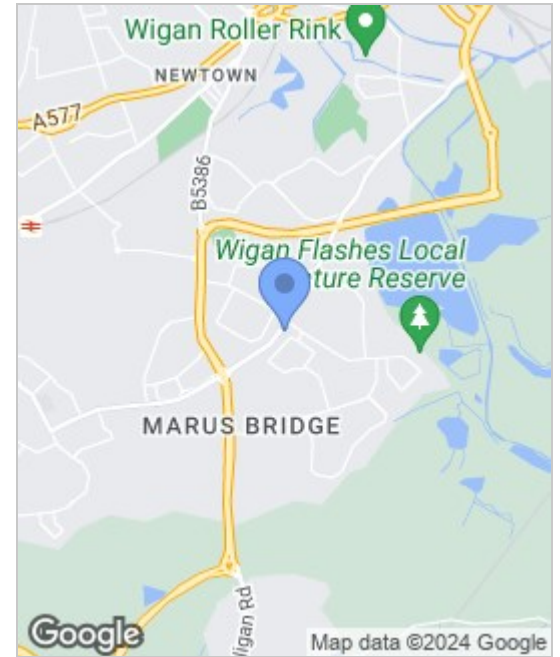 Wigan Roller Rink
NEWTOWN
A577
B5386
Wigan Flashes Local
ture Reserve
MARUS BRIDGE
igan Rd
Google
Map data ©2024 Google